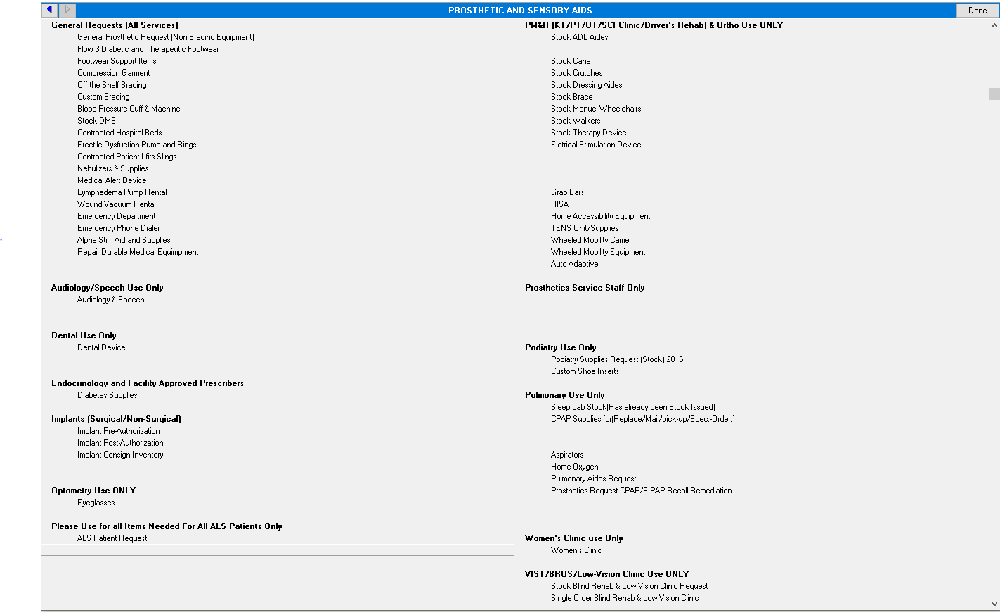 PROSTHETIC AND SENSORY AIDS
Done
General Requests (All Services)
General Prosthetic Request (Non Bracing Equipment)
Flow 3 Diabetic and Therapeutic Footwear
Footwear Support Items
Compression Garment
Off the Shelf Bracing
Custom Bracing
Blood Pressure Cuff & Machine
Stock DME
Contracted Hospital Beds
Erectile Dysfuction Pump and Rings
Contracted Patient Lfits Slings
Nebulizers & Supplies
Medical Alert Device
Lymphedema Pump Rental
Wound Vacuum Rental
Emergency Department
Emergency Phone Dialer
Alpha Stim Aid and Supplies
Repair Durable Medical Equimpment
Audiology/Speech Use Only
Audiology & Speech
Dental Use Only
Dental Device
Endocrinology and Facility Approved Prescribers
Diabetes Supplies
Implants (Surgical/Non-Surgical)
Implant Pre-Authorization
Implant Post-Authorization
Implant Consign Inventory
Optometry Use ONLY
Eyeglasses
Please Use for all Items Needed For All ALS Patients Only
ALS Patient Request
PM&R (KT/PT/OT/SCI Clinic/Driver's Rehab) & Ortho Use ONLY
Stock ADL Aides
Stock Cane
Stock Crutches
Stock Dressing Aides
Stock Brace
Stock Manuel Wheelchairs
Stock Walkers
Stock Therapy Device
Eletrical Stimulation Device
Grab Bars
HISA
Home Accessibility Equipment
TENS Unit/Supplies
Wheeled Mobility Carrier
Wheeled Mobility Equipment
Auto Adaptive
Prosthetics Service Staff Only
Podiatry Use Only
Podiatry Supplies Request (Stock) 2016
Custom Shoe Inserts
Pulmonary Use Only
Sleep Lab Stock(Has already been Stock Issued)
CPAP Supplies for(Replace/Mail/pick-up/Spec.-Order.)
Aspirators
Home Oxygen
Pulmonary Aides Request
Prosthetics Request-CPAP/BIPAP Recall Remediation
Women's Clinic use Only
Women's Clinic
VIST/BROS/Low-Vision Clinic Use ONLY
Stock Blind Rehab & Low Vision Clinic Request
Single Order Blind Rehab & Low Vision Clinic